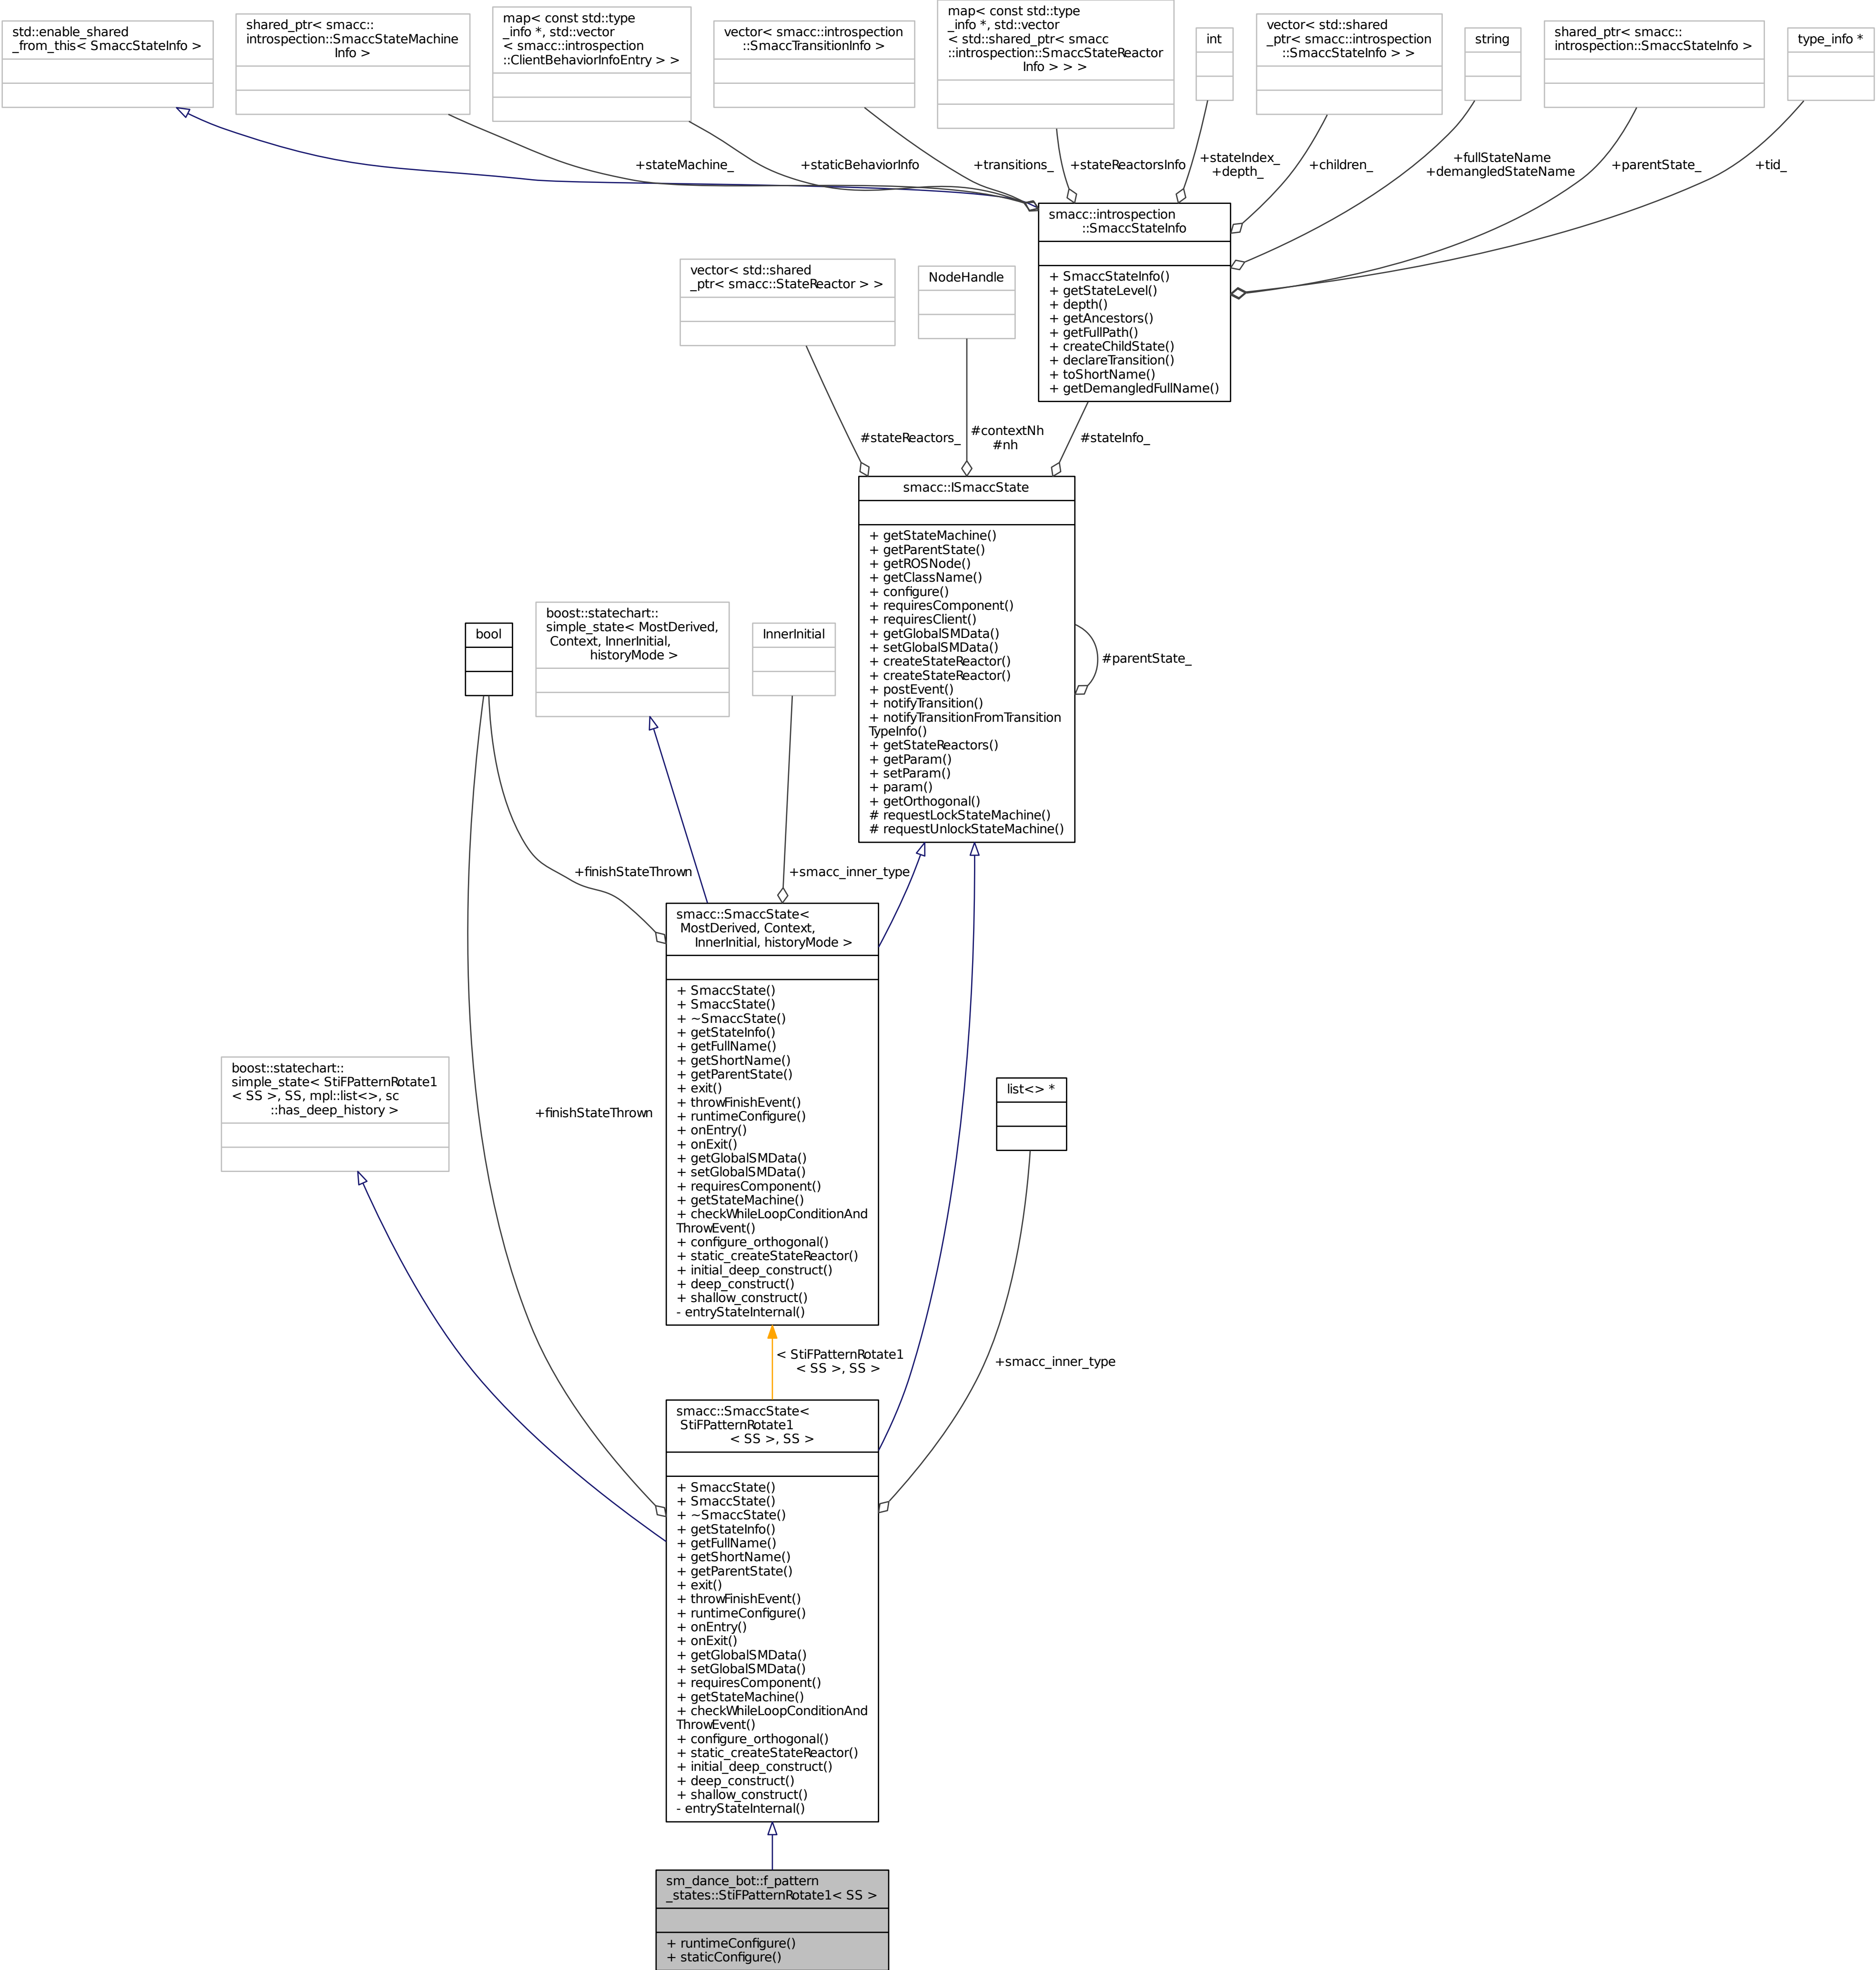 std::enable_shared
_from_this< SmaccStateInfo >
shared_ptr< smacc::
introspection::SmaccStateMachine
Info >
map< const std::type
_info *, std::vector
< smacc::introspection
::ClientBehaviorInfoEntry > >
vector< smacc::introspection
::SmaccTransitionInfo >
map< const std::type
_info *, std::vector
< std::shared_ptr< smacc
::introspection::SmaccStateReactor
Info > > >
int
vector< std::shared
_ptr< smacc::introspection
::SmaccStateInfo > >
string
shared_ptr< smacc::
introspection::SmaccStateInfo >
type_info *
+stateMachine_
+staticBehaviorInfo
+transitions_
+stateReactorsInfo
+stateIndex_
+depth_
+children_
+fullStateName
+demangledStateName
+parentState_
+tid_
smacc::introspection
::SmaccStateInfo
+ SmaccStateInfo()
+ getStateLevel()
+ depth()
+ getAncestors()
+ getFullPath()
+ createChildState()
+ declareTransition()
+ toShortName()
+ getDemangledFullName()
vector< std::shared
_ptr< smacc::StateReactor > >
NodeHandle
#stateReactors_
#contextNh
#nh
#stateInfo_
smacc::ISmaccState
+ getStateMachine()
+ getParentState()
+ getROSNode()
+ getClassName()
+ configure()
+ requiresComponent()
+ requiresClient()
+ getGlobalSMData()
+ setGlobalSMData()
+ createStateReactor()
+ createStateReactor()
+ postEvent()
+ notifyTransition()
+ notifyTransitionFromTransition
TypeInfo()
+ getStateReactors()
+ getParam()
+ setParam()
+ param()
+ getOrthogonal()
# requestLockStateMachine()
# requestUnlockStateMachine()
#parentState_
bool
boost::statechart::
simple_state< MostDerived,
Context, InnerInitial,
historyMode >
InnerInitial
+finishStateThrown
+smacc_inner_type
smacc::SmaccState<
MostDerived, Context,
InnerInitial, historyMode >
+ SmaccState()
+ SmaccState()
+ ~SmaccState()
+ getStateInfo()
+ getFullName()
+ getShortName()
+ getParentState()
+ exit()
+ throwFinishEvent()
+ runtimeConfigure()
+ onEntry()
+ onExit()
+ getGlobalSMData()
+ setGlobalSMData()
+ requiresComponent()
+ getStateMachine()
+ checkWhileLoopConditionAnd
ThrowEvent()
+ configure_orthogonal()
+ static_createStateReactor()
+ initial_deep_construct()
+ deep_construct()
+ shallow_construct()
- entryStateInternal()
boost::statechart::
simple_state< StiFPatternRotate1
< SS >, SS, mpl::list<>, sc
::has_deep_history >
+finishStateThrown
list<> *
< StiFPatternRotate1
< SS >, SS >
+smacc_inner_type
smacc::SmaccState<
StiFPatternRotate1
< SS >, SS >
+ SmaccState()
+ SmaccState()
+ ~SmaccState()
+ getStateInfo()
+ getFullName()
+ getShortName()
+ getParentState()
+ exit()
+ throwFinishEvent()
+ runtimeConfigure()
+ onEntry()
+ onExit()
+ getGlobalSMData()
+ setGlobalSMData()
+ requiresComponent()
+ getStateMachine()
+ checkWhileLoopConditionAnd
ThrowEvent()
+ configure_orthogonal()
+ static_createStateReactor()
+ initial_deep_construct()
+ deep_construct()
+ shallow_construct()
- entryStateInternal()
sm_dance_bot::f_pattern
_states::StiFPatternRotate1< SS >
+ runtimeConfigure()
+ staticConfigure()